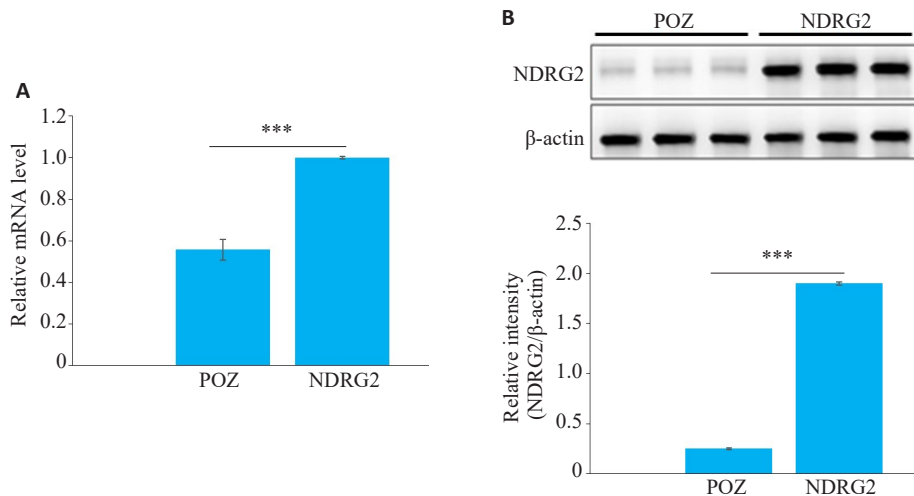 A
Relative mRNA level
1.2
1.0
0.8
0.6
0.4
0.2
0
***
POZ
NDRG2
B
POZ
NDRG2
NDRG2
β-actin
Relative intensity
(NDRG2/β-actin)
2.5
2.0
1.5
1.0
0.5
0
***
POZ
NDRG2